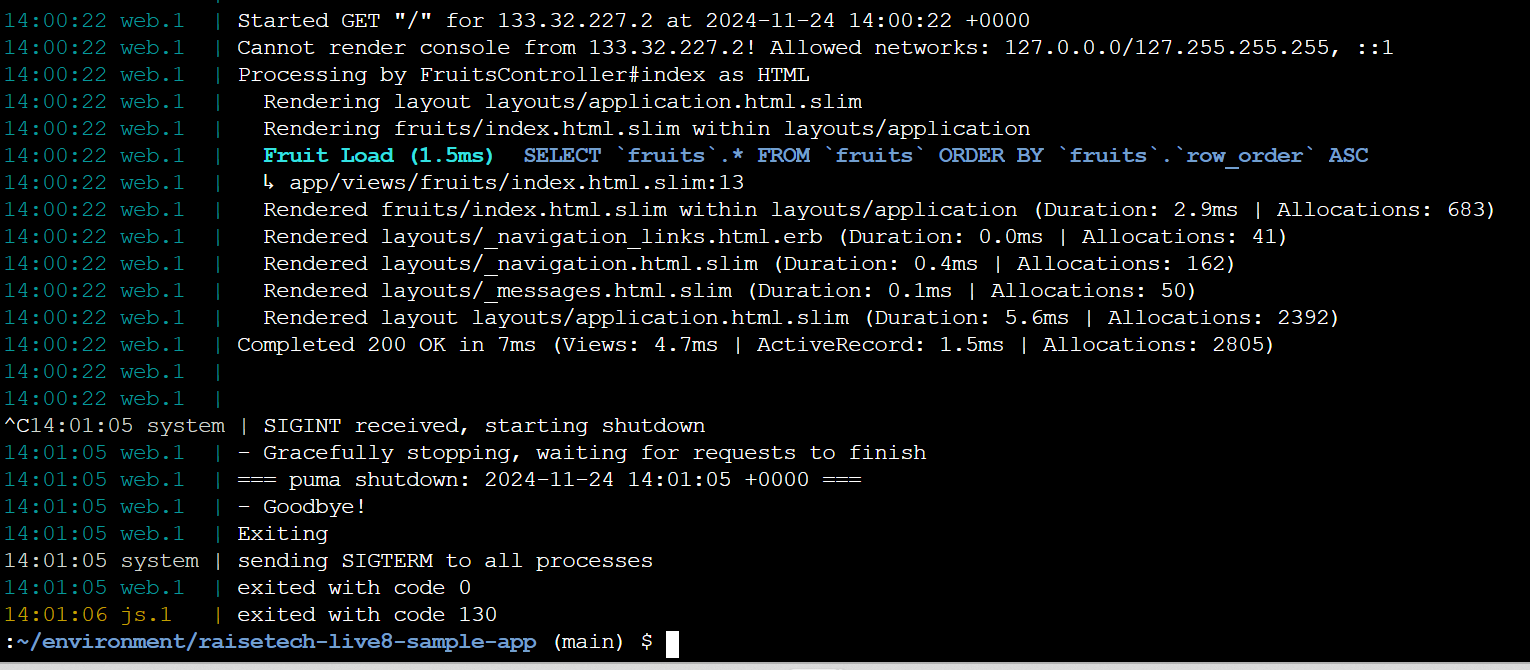 14:00:22 web.1  | Started GET "/" for 133.32.227.2 at 2024-11-24 14:00:22 +0000
14:00:22 web.1  | Cannot render console from 133.32.227.2! Allowed networks: 127.0.0.0/127.255.255.255, ::1
14:00:22 web.1  | Processing by FruitsController#index as HTML
14:00:22 web.1  |   Rendering layout layouts/application.html.slim
14:00:22 web.1  |   Rendering fruits/index.html.slim within layouts/application
14:00:22 web.1  |   Fruit Load (1.5ms)  SELECT `fruits`.* FROM `fruits` ORDER BY `fruits`.`row_order` ASC
14:00:22 web.1  |   ↳ app/views/fruits/index.html.slim:13
14:00:22 web.1  |   Rendered fruits/index.html.slim within layouts/application (Duration: 2.9ms | Allocations: 683)
14:00:22 web.1  |   Rendered layouts/_navigation_links.html.erb (Duration: 0.0ms | Allocations: 41)
14:00:22 web.1  |   Rendered layouts/_navigation.html.slim (Duration: 0.4ms | Allocations: 162)
14:00:22 web.1  |   Rendered layouts/_messages.html.slim (Duration: 0.1ms | Allocations: 50)
14:00:22 web.1  |   Rendered layout layouts/application.html.slim (Duration: 5.6ms | Allocations: 2392)
14:00:22 web.1  | Completed 200 OK in 7ms (Views: 4.7ms | ActiveRecord: 1.5ms | Allocations: 2805)
14:00:22 web.1  |
14:00:22 web.1  |
^C14:01:05 system | SIGINT received, starting shutdown
14:01:05 web.1  | - Gracefully stopping, waiting for requests to finish
14:01:05 web.1  | === puma shutdown: 2024-11-24 14:01:05 +0000 ===
14:01:05 web.1  | - Goodbye!
14:01:05 web.1  | Exiting
14:01:05 system | sending SIGTERM to all processes
14:01:05 web.1  | exited with code 0
14:01:06 js.1   | exited with code 130
:~/environment/raisetech-live8-sample-app (main) $